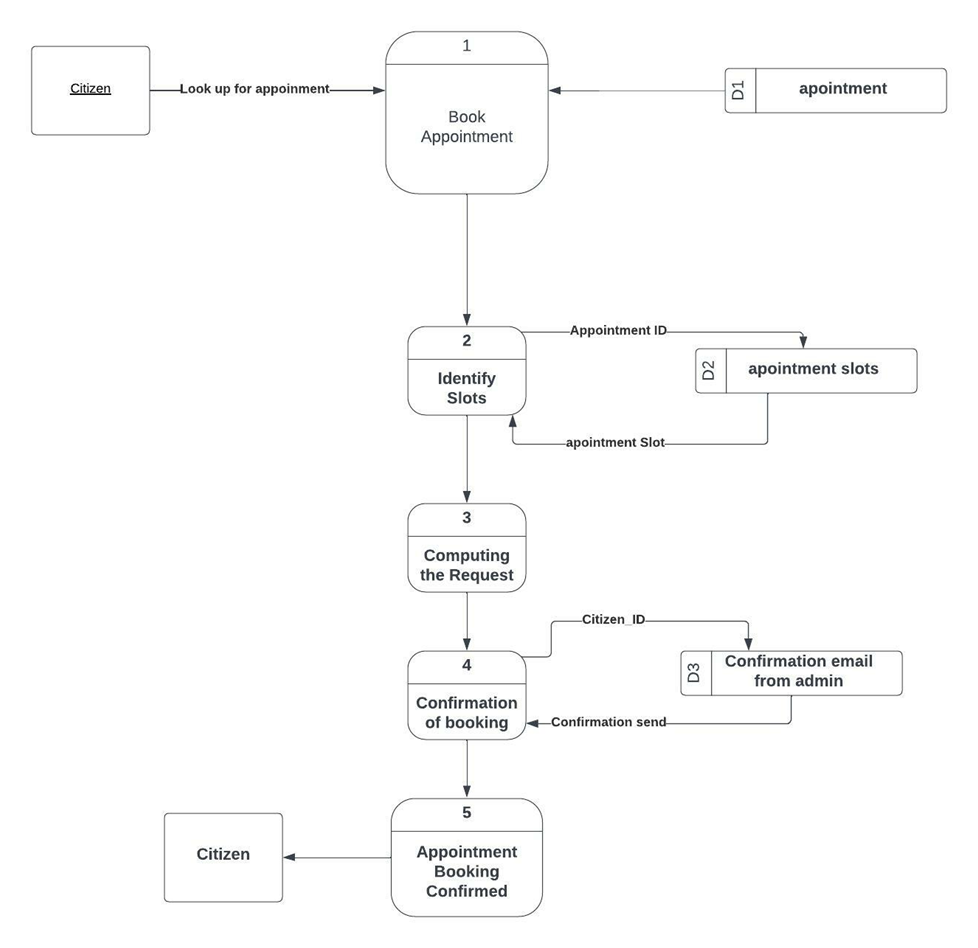 1
Citizen
Look up for appoinment
D1
apointment
Book
Appointment
2
Appointment ID
Identify
Slots
D2
apointment slots
apointment Slot
3
Computing
the Request
Citizen_ID
4
Confirmation
of booking
D3
Confirmation email
from admin
Confirmation send
5
Citizen
Appointment
Booking
Confirmed